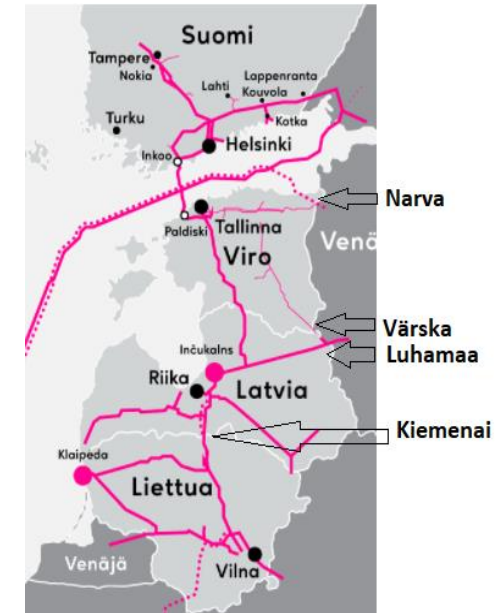 Suomi
Tampere
Nokia
Lahti
Lappenranta
Kouvola
Kotka
Turku
Helsinki
Inkoo
Narva
Paldiski
Tallinna
Viro
Venä
Värska
Luhamaa
Inčukalns
Riika
Latvia
Kiemenai
Klaipeda
Liettua
Venäjä
Vilna